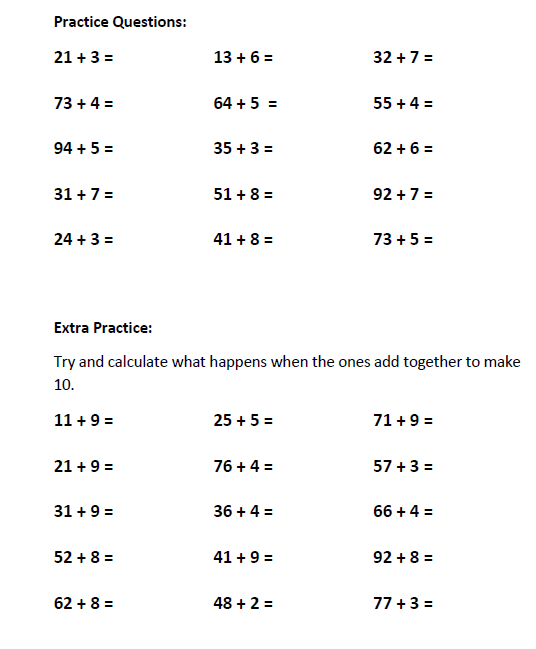 Practice Questions:
21 + 3 = 13 + 6 = 32 + 7 =
73 + 4 = 64 + 5 = 55 + 4 =
94 + 5 = 35 + 3 = 62 + 6 =
31 + 7 = 51 + 8 = 92 + 7 =
24 + 3 = 41 + 8 = 73 + 5 =
Extra Practice:
Try and calculate what happens when the ones add together to make
10.
11 + 9 = 25 + 5 = 71 + 9 =
21 + 9 = 76 + 4 = 57 + 3 =
31 + 9 = 36 + 4 = 66 + 4 =
52 + 8 = 41 + 9 = 92 + 8 =
62 + 8 = 48 + 2 = 77 + 3 =